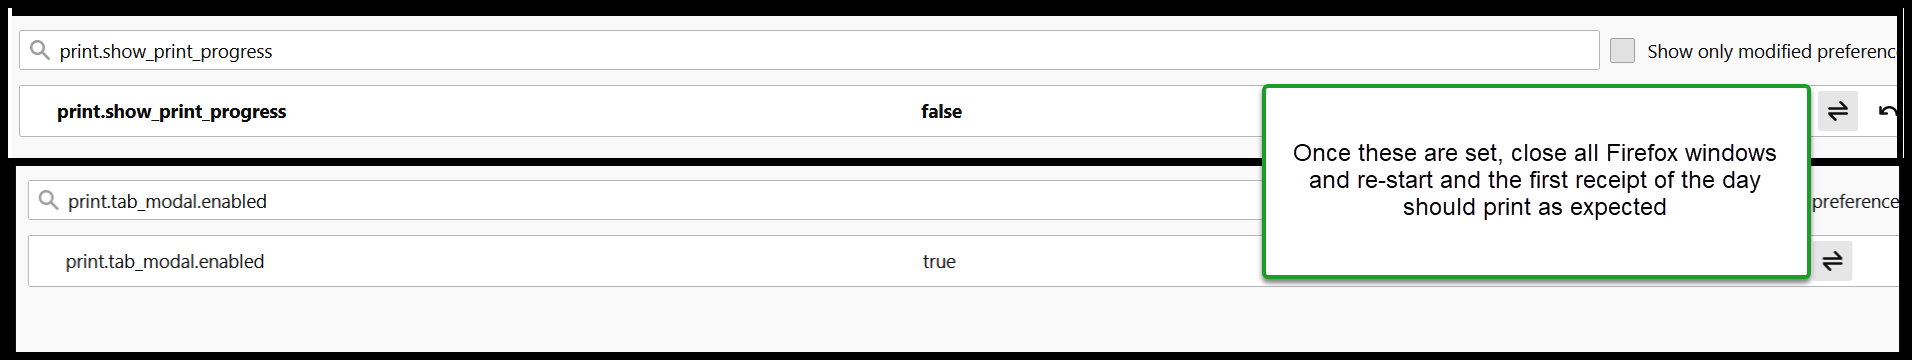 print.show_print_progress
Show only modified preferenc
print.show_print_progress false
Once these are set, close all Firefox windows
and re-start and the first receipt of the day
should print as expected
print.tab_modal.enabled
preference
print.tab_modal.enabled true